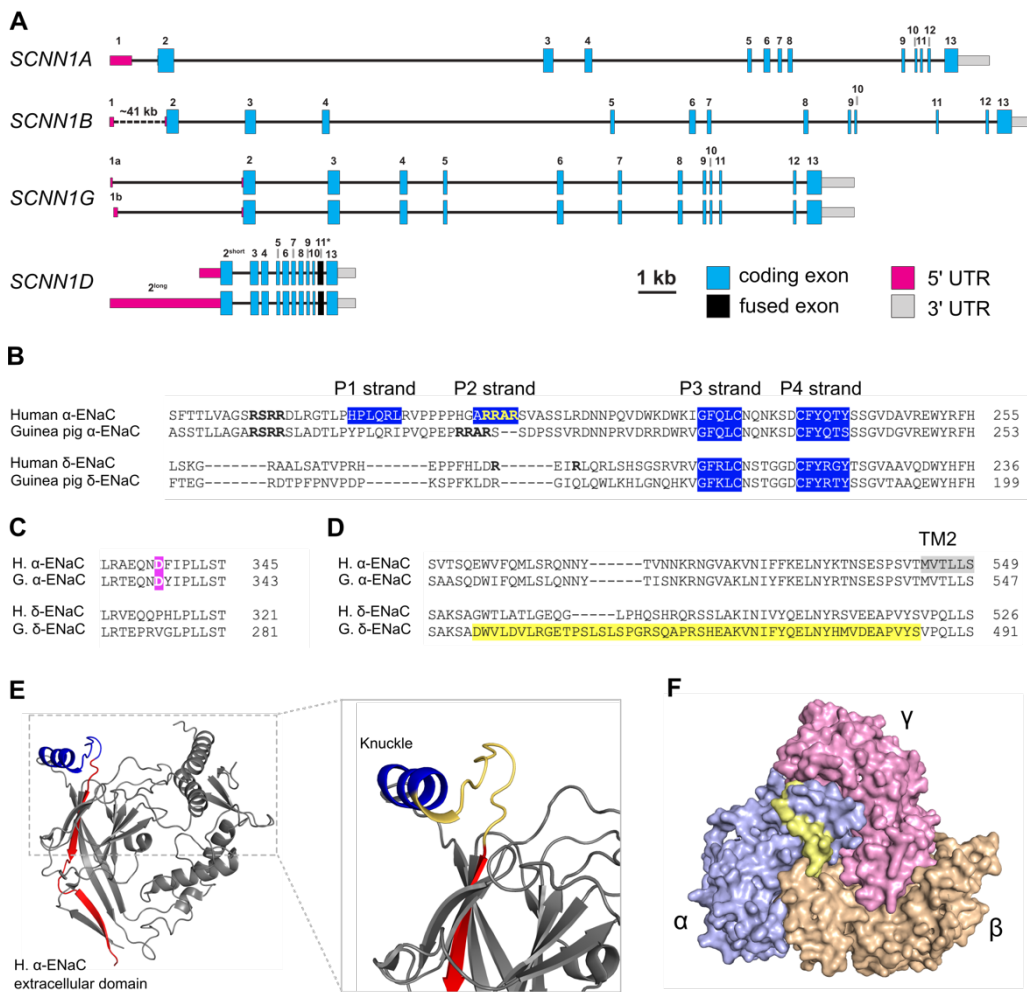 A
SCNN1A
1 2 3 4 5 6 7 8 9 10 11 12 13
SCNN1B
1 ~41 kb 2 3 4 5 6 7 8 9 10 11 12 13
SCNN1G
1a 2 3 4 5 6 7 8 9 10 11 12 13
1b
SCNN1D
2short 3 4 5 6 7 8 9 10 11* 13
2long
1 kb
coding exon
5' UTR
fused exon
3' UTR
B
P1 strand P2 strand P3 strand P4 strand
Human α-ENaC SFTTLVAGSRSRRDLRGTLPHPLQRLRVPPPPHGARRARSVASSLRDNNPQVDWKDWKIGFQLCNQNKSDCFYQTYSSGVDAVREWYRFH 255
Guinea pig α-ENaC ASSTLLAGARSRRSLADTLPYPLQRIPVQPEPRRARS--SDPSSVRDNNPRVDRRDWRVGFQLCNQNKSDCFYQTSSSGVDGVREWYRFH 253
Human δ-ENaC LSKG------RAALSATVPRH------EPPFHLDR------EIRLQRLSHSGSRVRVGFRLCNSTGGDCFYRGYTSGVAAVQDWYHFH 236
Guinea pig δ-ENaC FTEG------RDTPFPNVPDP------KPSFKLDR------GIQLQWLKHLGNQHKVGFKLCNSTGGDCFYRTYSSGVTAAQEWYHFH 199
C
H. α-ENaC LRAEQNDFIPLLST 345
G. α-ENaC LRTEQNDYIPLLST 343
H. δ-ENaC LRVEQQPHLPLLST 321
G. δ-ENaC LRTEPRVGLPLLST 281
D
TM2
H. α-ENaC SVTSQEWVFQMLSRQNNY------TVNNKRNGVAKVNIFFKELNYKTNSESPSVTMVTLLS 549
G. α-ENaC SAASQEWVFEMLSLQNNY------TISNNRNGVAKLNIFFKELNYRTNSESPSVTMVTLLS 547
H. δ-ENaC SAKSAGWTLATLGEQG-----LPHQSHRQRSSLAKINIVYQELNYRSVEEAPVYSVPQLLS 526
G. δ-ENaC SAKSADWVLDVLRGETPSLSLSPGRSQAPRSHEAKVNIFYQELNYHMVDEAPVYSVPQLLS 491
E
H. α-ENaC
extracellular domain
Knuckle
F
γ
α
β